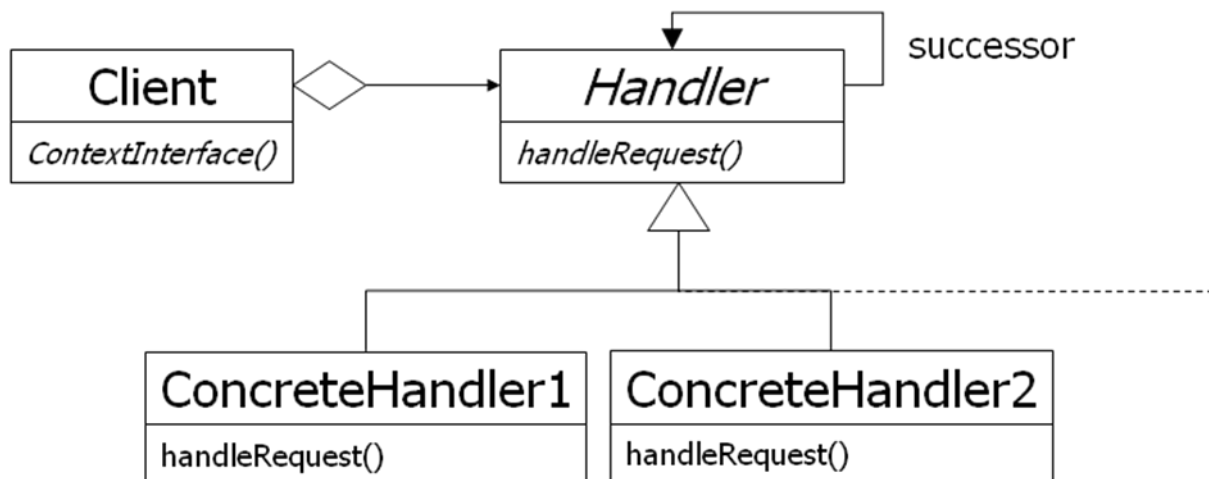 Client
ContextInterface()
Handler
handleRequest()
successor
ConcreteHandler1
handleRequest()
ConcreteHandler2
handleRequest()